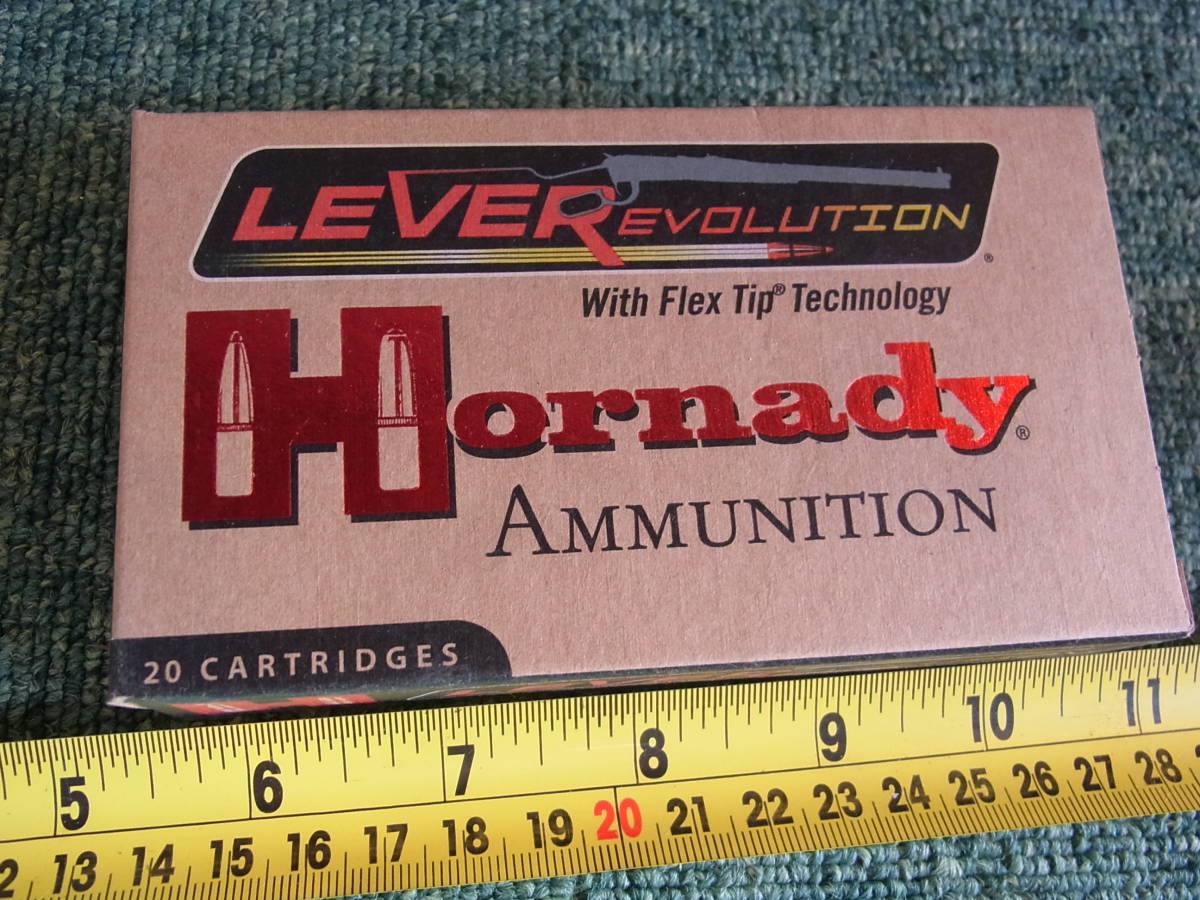 LEVEREVOLUTION®
With Flex Tip® Technology
Hornady®
AMMUNITION
20 CARTRIDGES
5 6 7 8 9 10 11
2 13 14 15 16 17 18 19 20 21 22 23 24 25 26 27 28